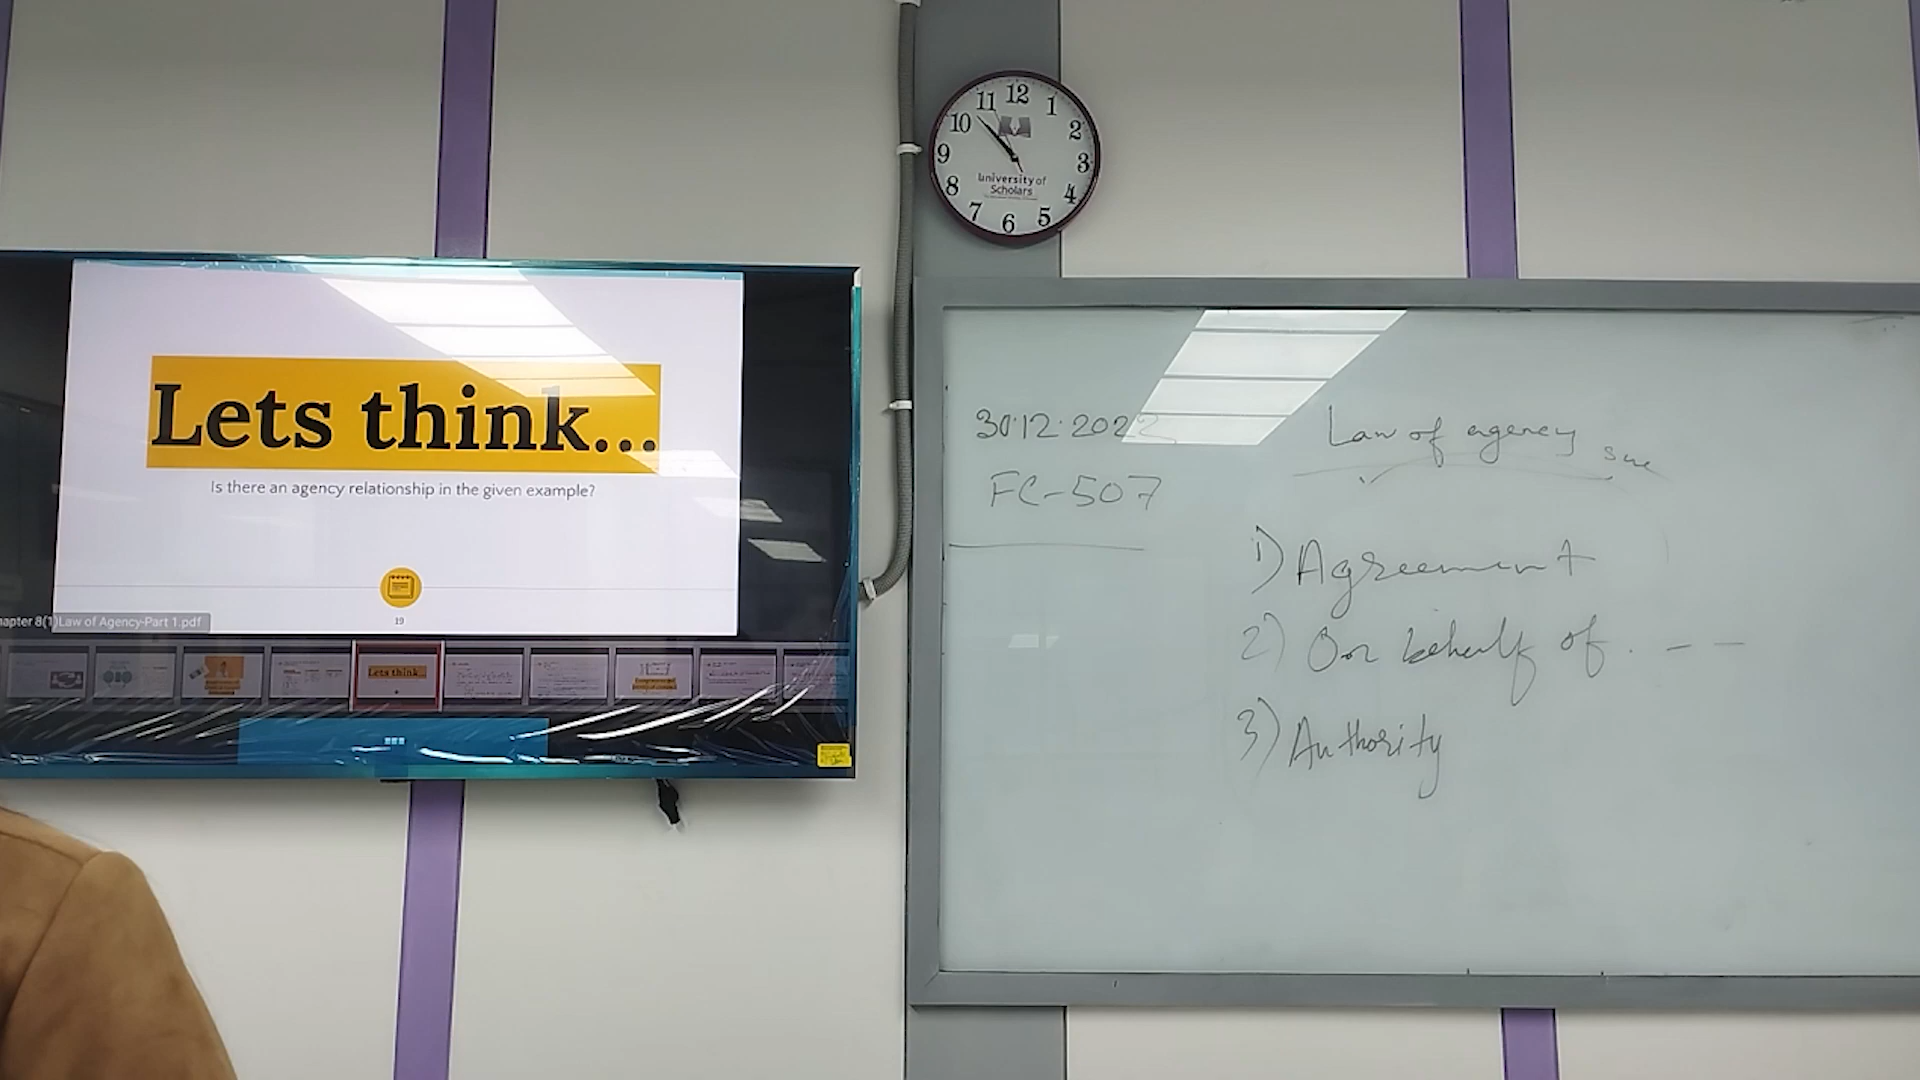 Lets think...
Is there an agency relationship in the given example?
19
hapter 8(1)Law of Agency-Part 1.pdf
Lets think...
12
1
2
3
4
5
6
7
8
9
10
11
University of
Scholars
30.12.2022
FC-507
Law of agency
1) Agreement
2) On behalf of . - -
3) Authority